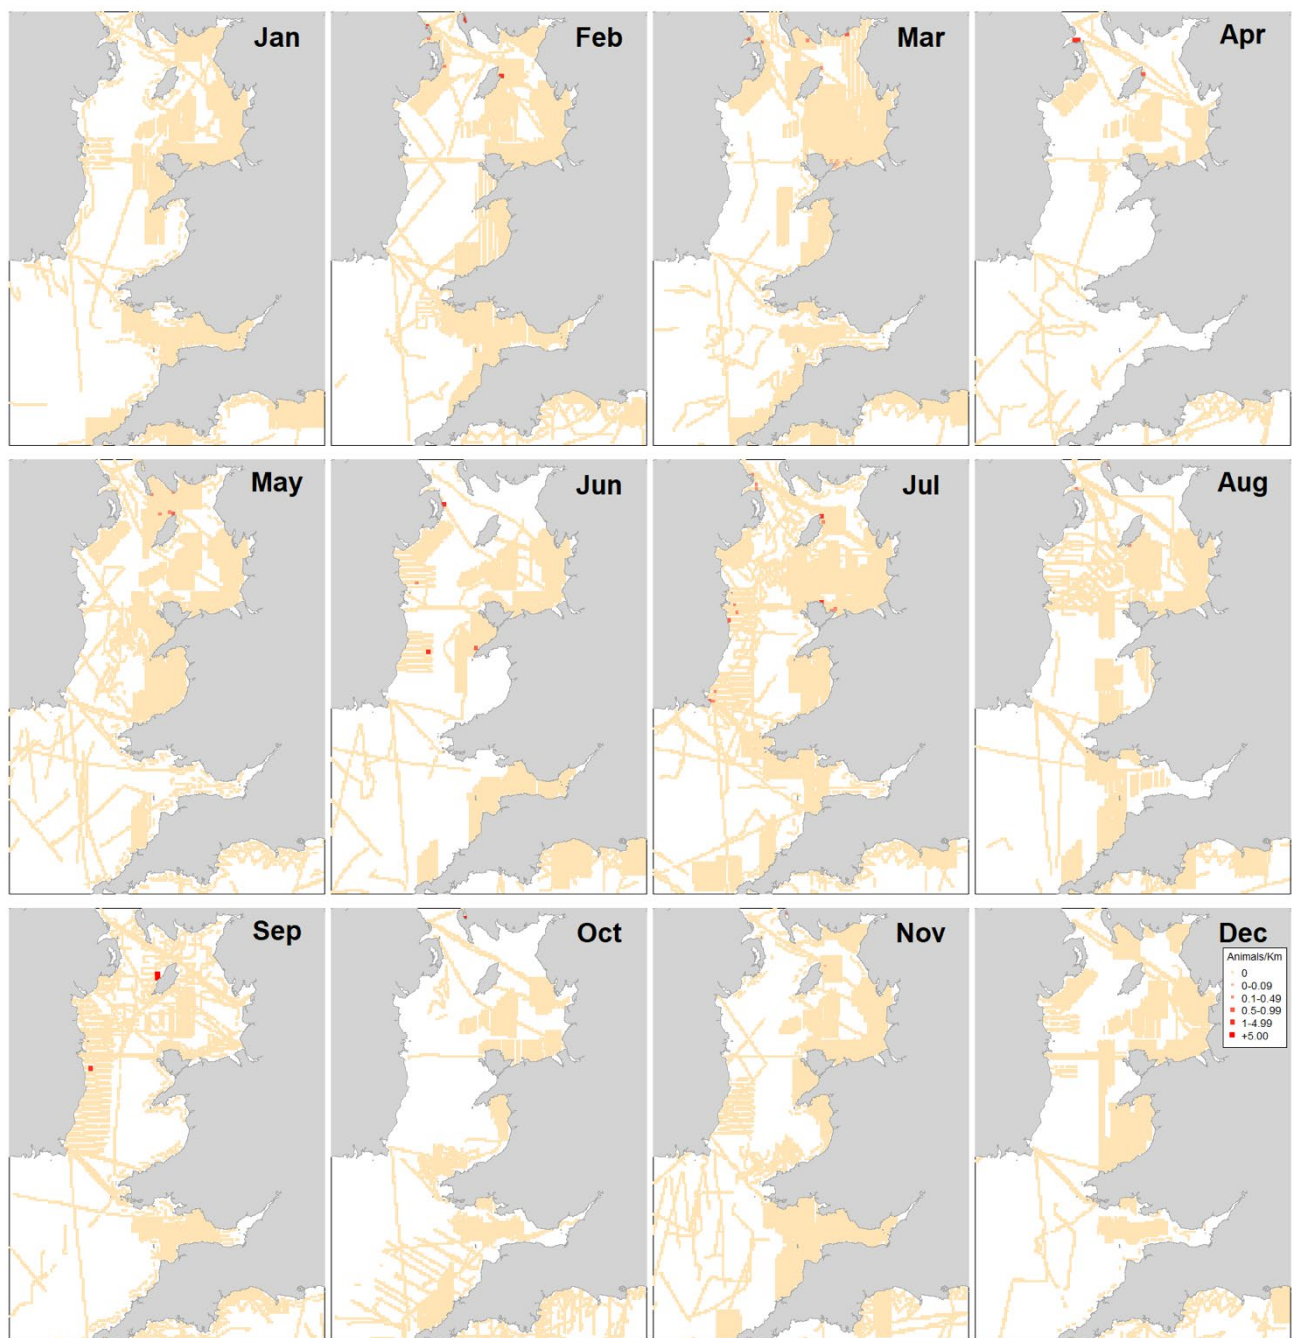 Jan
Feb
Mar
Apr
May
Jun
Jul
Aug
Sep
Oct
Nov
Dec
Animals/Km
0
0-0.09
0.1-0.49
0.5-0.99
1-4.99
+5.00